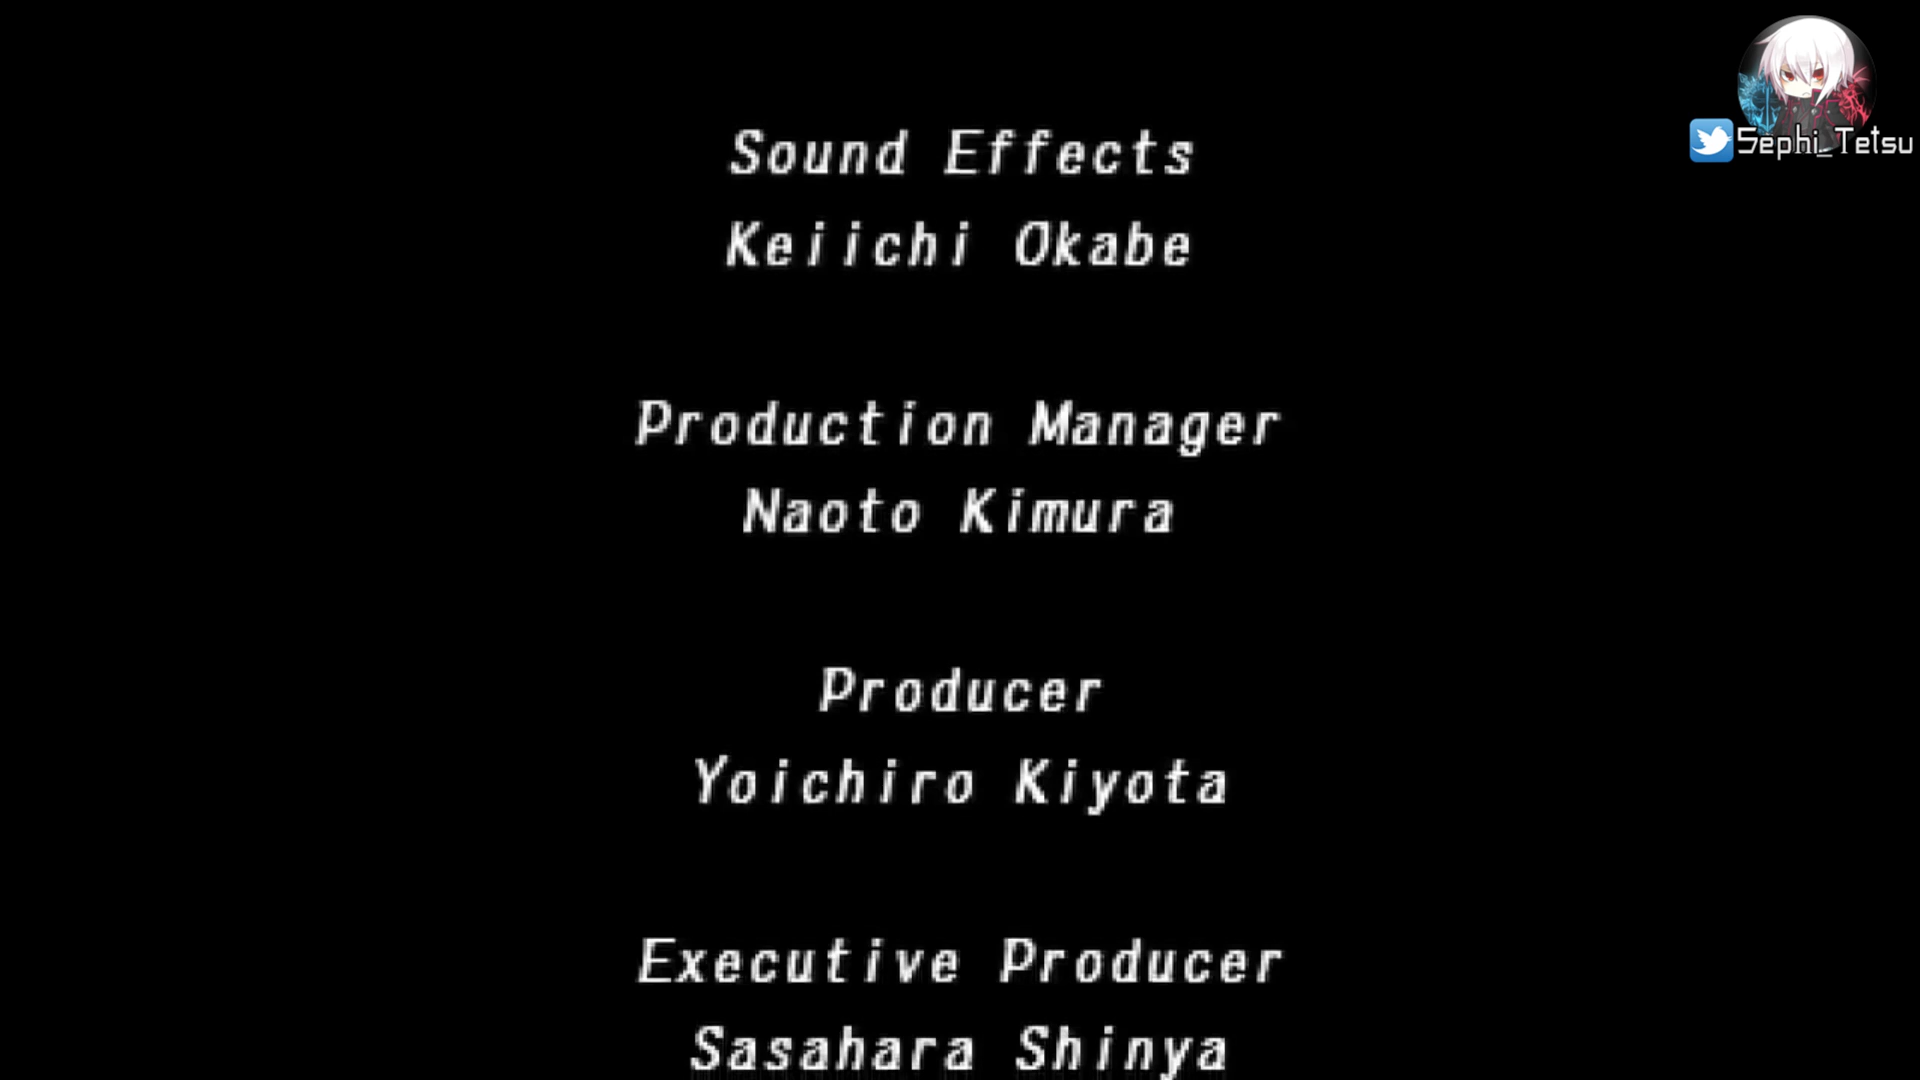 Sound Effects
Keiichi Okabe
Production Manager
Naoto Kimura
Producer
Yoichiro Kiyota
Executive Producer
Sasahara Shinya
Sephi_Tetsu